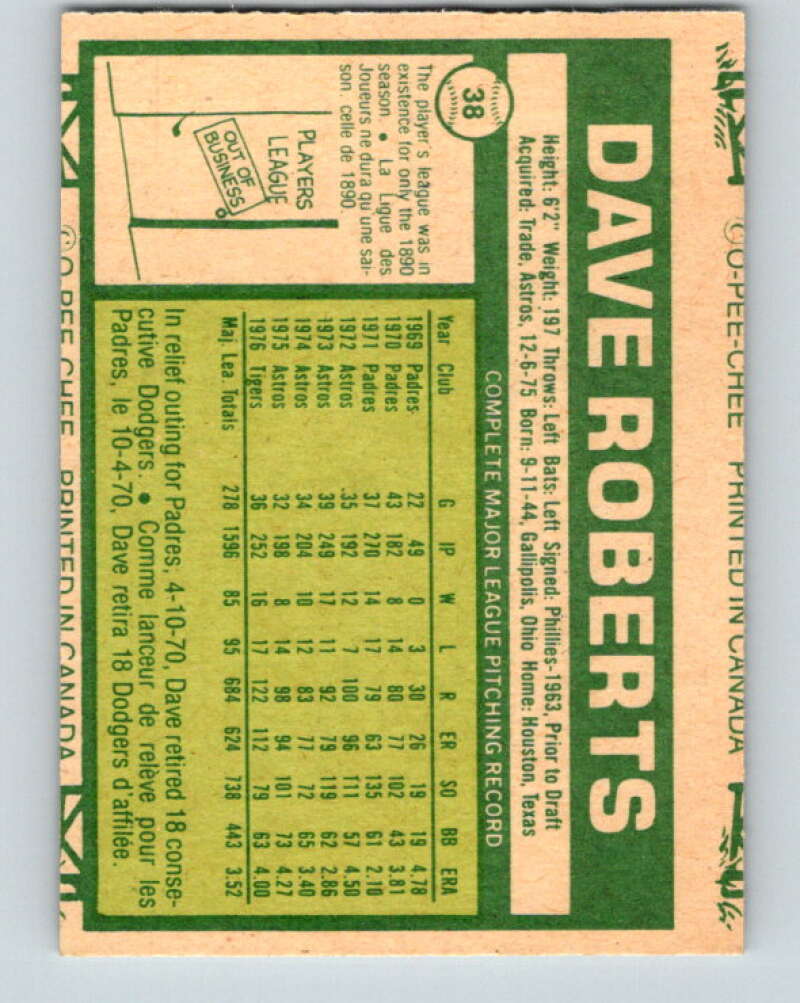 ©O-PEE-CHEE PRINTED IN CANADA
DAVE ROBERTS
Height: 6'2" Weight: 197 Throws: Left Bats: Left Signed: Phillies-1963, Prior to Draft
Acquired: Trade, Astros, 12-6-75 Born: 9-11-44, Gallipolis, Ohio Home: Houston, Texas
38
The player's league was in
existence for only the 1890
season. • La Ligue des
Joueurs ne dura qu'une sai-
son. celle de 1890.
PLAYERS
LEAGUE
OUT OF
BUSINESS
COMPLETE MAJOR LEAGUE PITCHING RECORD
Year Club G IP W L R ER SO BB ERA
1969 Padres 22 49 0 3 30 26 19 19 4.78
1970 Padres 43 182 8 14 80 77 102 43 3.81
1971 Padres 37 270 14 17 79 63 135 61 2.10
1972 Astros 35 192 12 7 100 96 111 57 4.50
1973 Astros 39 249 17 11 92 79 119 62 2.86
1974 Astros 34 204 10 12 83 77 72 65 3.40
1975 Astros 32 198 8 14 98 94 101 73 4.27
1976 Tigers 36 252 16 17 122 112 79 63 4.00
Maj. Lea. Totals 278 1596 85 95 684 624 738 443 3.52
In relief outing for Padres, 4-10-70, Dave retired 18 conse-
cutive Dodgers. • Comme lanceur de relève pour les
Padres, le 10-4-70, Dave retira 18 Dodgers d'affilée.
©O-PEE-CHEE PRINTED IN CANADA